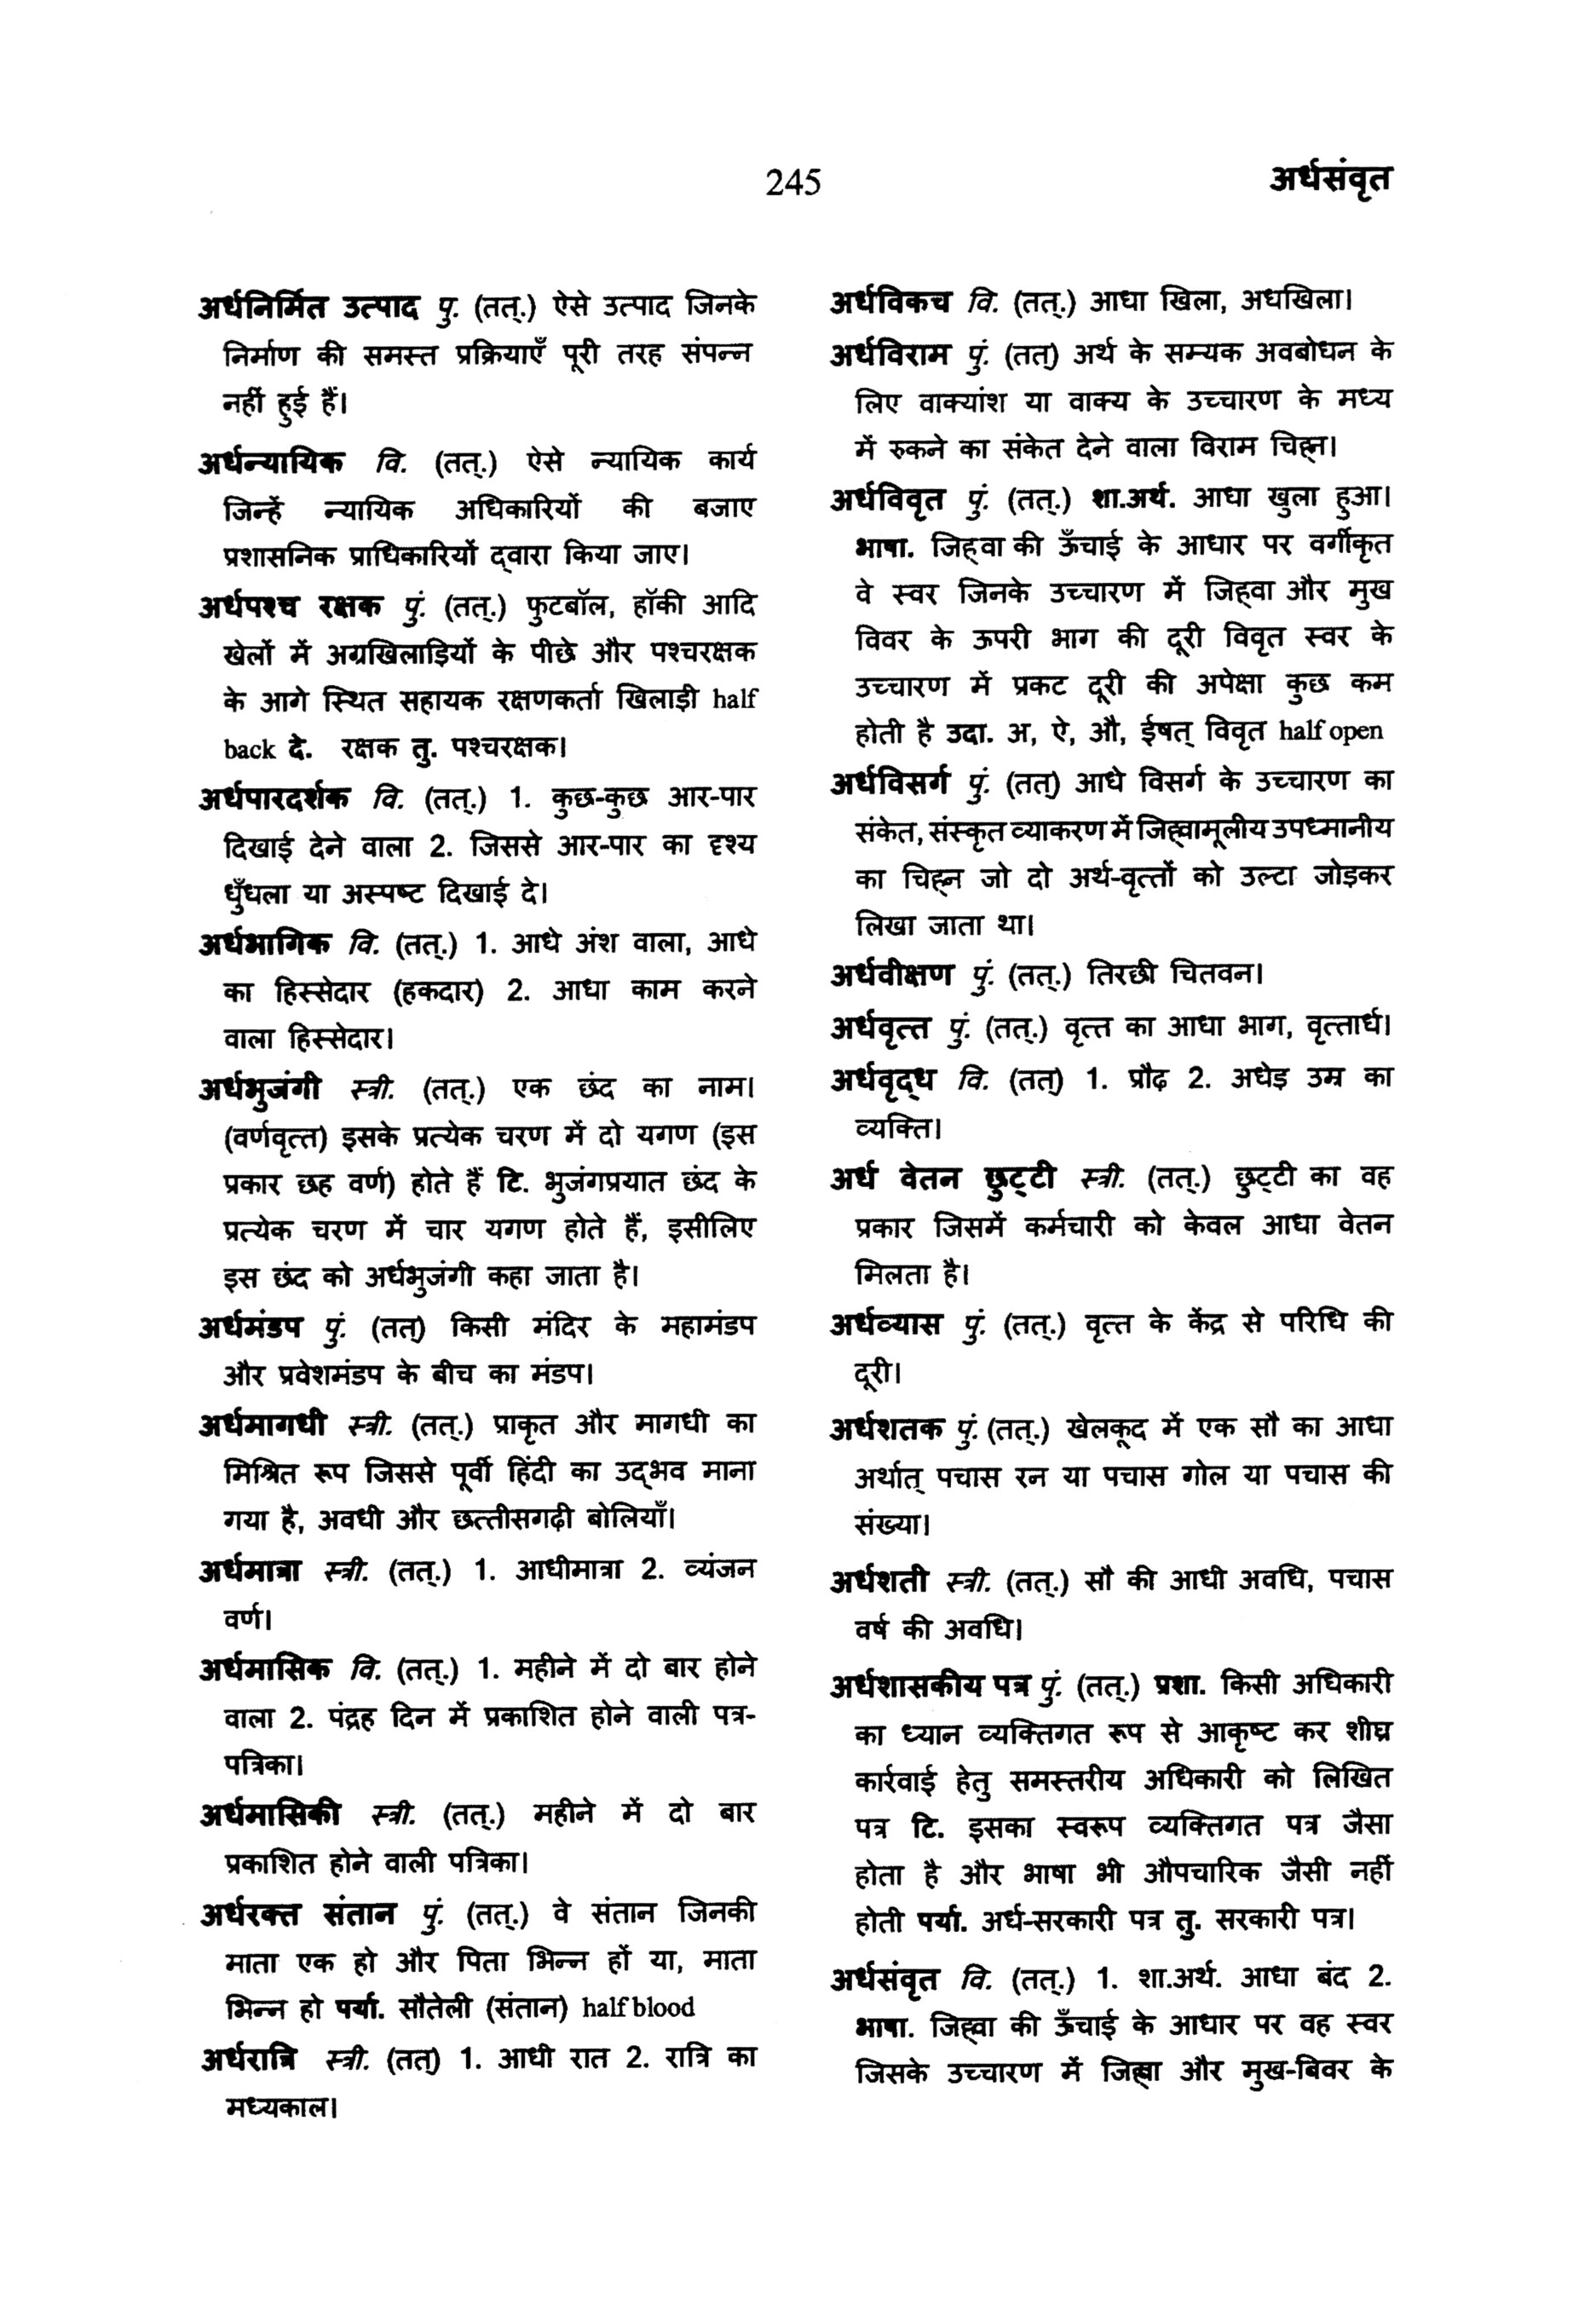 245
अर्धसंवृत
अर्धनिर्मित उत्पाद पु. (तत्.) ऐसे उत्पाद जिनके
निर्माण की समस्त प्रक्रियाएँ पूरी तरह संपन्न
नहीं हुई हैं।
अर्धन्यायिक वि. (तत्.) ऐसे न्यायिक कार्य
जिन्हें न्यायिक अधिकारियों की बजाए
प्रशासनिक प्राधिकारियों द्‌वारा किया जाए।
अर्धपश्च रक्षक पुं. (तत्.) फुटबॉल, हॉकी आदि
खेलों में अग्रखिलाड़ियों के पीछे और पश्चरक्षक
के आगे स्थित सहायक रक्षणकर्ता खिलाड़ी half
back दे. रक्षक तु. पश्चरक्षक।
अर्धपारदर्शक वि. (तत्.) 1. कुछ-कुछ आर-पार
दिखाई देने वाला 2. जिससे आर-पार का दृश्य
धुँधला या अस्पष्ट दिखाई दे।
अर्धभागिक वि. (तत्.) 1. आधे अंश वाला, आधे
का हिस्सेदार (हकदार) 2. आधा काम करने
वाला हिस्सेदार।
अर्धभुजंगी स्त्री. (तत्.) एक छंद का नाम।
(वर्णवृत्त) इसके प्रत्येक चरण में दो यगण (इस
प्रकार छह वर्ण) होते हैं टि. भुजंगप्रयात छंद के
प्रत्येक चरण में चार यगण होते हैं, इसीलिए
इस छंद को अर्धभुजंगी कहा जाता है।
अर्धमंडप पुं. (तत्) किसी मंदिर के महामंडप
और प्रवेशमंडप के बीच का मंडप।
अर्धमागधी स्त्री. (तत्.) प्राकृत और मागधी का
मिश्रित रूप जिससे पूर्वी हिंदी का उद्‌भव माना
गया है, अवधी और छत्तीसगढ़ी बोलियाँ।
अर्धमात्रा स्त्री. (तत्.) 1. आधीमात्रा 2. व्यंजन
वर्ण।
अर्धमासिक वि. (तत्.) 1. महीने में दो बार होने
वाला 2. पंद्रह दिन में प्रकाशित होने वाली पत्र-
पत्रिका।
अर्धमासिकी स्त्री. (तत्.) महीने में दो बार
प्रकाशित होने वाली पत्रिका।
अर्धरक्त संतान पुं. (तत्.) वे संतान जिनकी
माता एक हो और पिता भिन्न हों या, माता
भिन्न हो पर्या. सौतेली (संतान) half blood
अर्धरात्रि स्त्री. (तत्) 1. आधी रात 2. रात्रि का
मध्यकाल।
अर्धविकच वि. (तत्.) आधा खिला, अधखिला।
अर्धविराम पुं. (तत्) अर्थ के सम्यक अवबोधन के
लिए वाक्यांश या वाक्य के उच्चारण के मध्य
में रुकने का संकेत देने वाला विराम चिह्न।
अर्धविवृत पुं. (तत्.) शा.अर्थ. आधा खुला हुआ।
भाषा. जिह्‌वा की ऊँचाई के आधार पर वर्गीकृत
वे स्वर जिनके उच्चारण में जिह्‌वा और मुख
विवर के ऊपरी भाग की दूरी विवृत स्वर के
उच्चारण में प्रकट दूरी की अपेक्षा कुछ कम
होती है उदा. अ, ऐ, औ, ईषत् विवृत half open
अर्धविसर्ग पुं. (तत्) आधे विसर्ग के उच्चारण का
संकेत, संस्कृत व्याकरण में जिह्वामूलीय उपध्मानीय
का चिह्न जो दो अर्थ-वृत्तों को उल्टा जोड़कर
लिखा जाता था।
अर्धवीक्षण पुं. (तत्.) तिरछी चितवन।
अर्धवृत्त पुं. (तत्.) वृत्त का आधा भाग, वृत्तार्ध।
अर्धवृद्‌ध वि. (तत्) 1. प्रौढ़ 2. अधेड़ उम्र का
व्यक्ति।
अर्ध वेतन छुट्‌टी स्त्री. (तत्.) छुट्‌टी का वह
प्रकार जिसमें कर्मचारी को केवल आधा वेतन
मिलता है।
अर्धव्यास पुं. (तत्.) वृत्त के केंद्र से परिधि की
दूरी।
अर्धशतक पुं. (तत्.) खेलकूद में एक सौ का आधा
अर्थात् पचास रन या पचास गोल या पचास की
संख्या।
अर्धशती स्त्री. (तत्.) सौ की आधी अवधि, पचास
वर्ष की अवधि।
अर्धशासकीय पत्र पुं. (तत्.) प्रशा. किसी अधिकारी
का ध्यान व्यक्तिगत रूप से आकृष्ट कर शीघ्र
कार्रवाई हेतु समस्तरीय अधिकारी को लिखित
पत्र टि. इसका स्वरूप व्यक्तिगत पत्र जैसा
होता है और भाषा भी औपचारिक जैसी नहीं
होती पर्या. अर्ध-सरकारी पत्र तु. सरकारी पत्र।
अर्धसंवृत वि. (तत्.) 1. शा.अर्थ. आधा बंद 2.
भाषा. जिह्वा की ऊँचाई के आधार पर वह स्वर
जिसके उच्चारण में जिह्वा और मुख-बिवर के